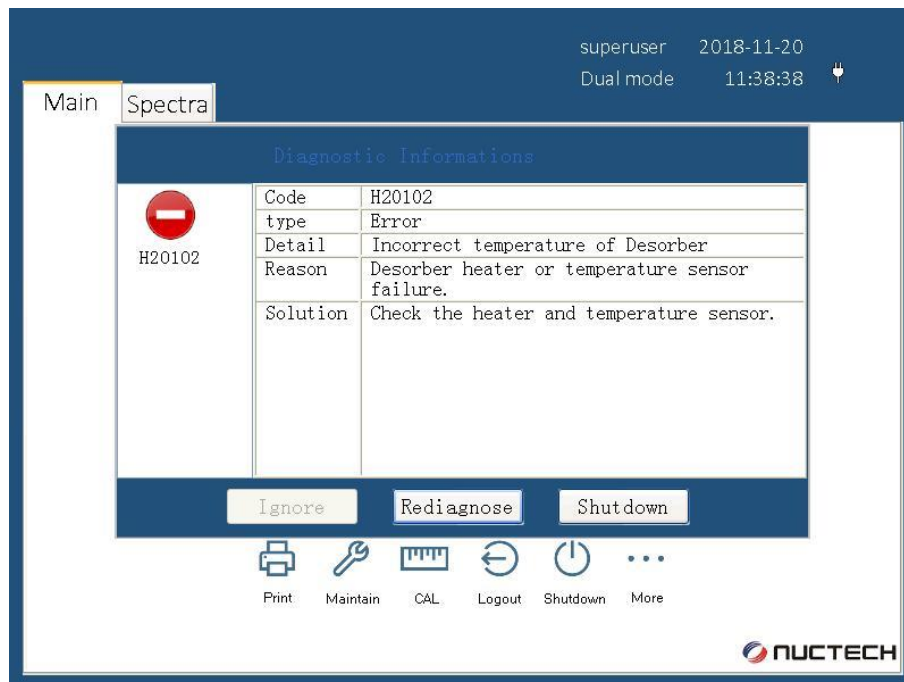 superuser 2018-11-20
Dual mode 11:38:38
Main Spectra
Diagnostic Informations
H20102
Code H20102
type Error
Detail Incorrect temperature of Desorber
Reason Desorber heater or temperature sensor
failure.
Solution Check the heater and temperature sensor.
Ignore Rediagnose Shutdown
Print Maintain CAL Logout Shutdown More
NUCTECH